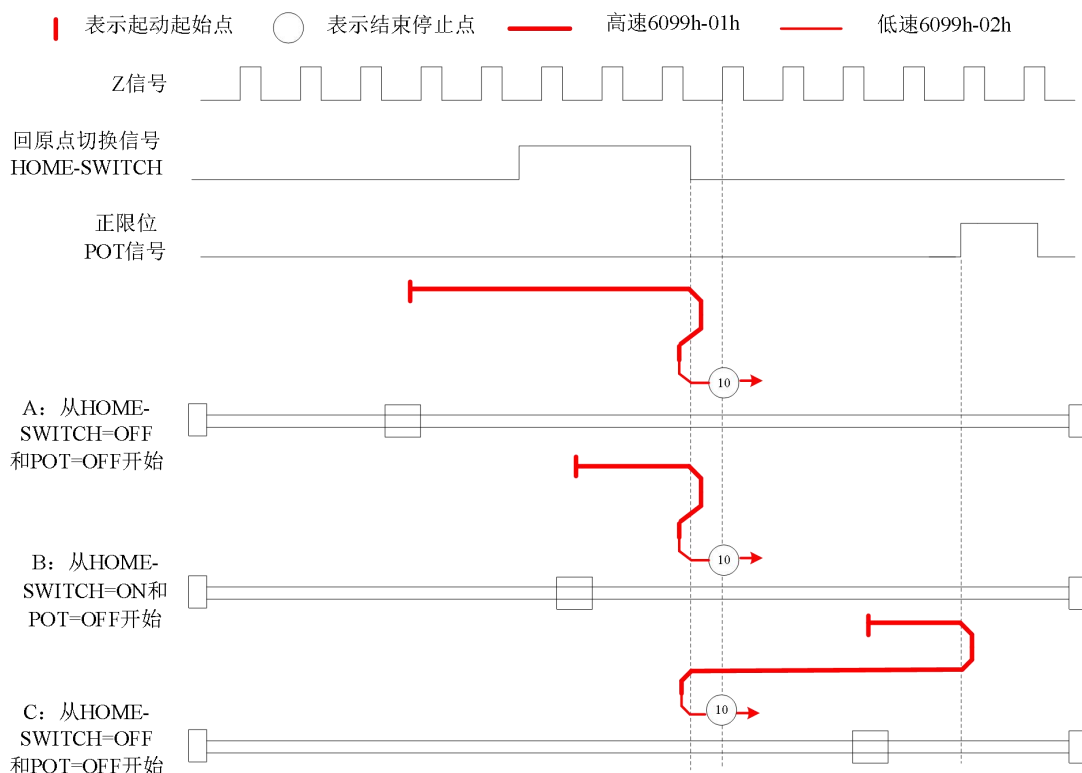 表示起动起始点 表示结束停止点 高速6099h-01h 低速6099h-02h
Z信号
回原点切换信号
HOME-SWITCH
正限位
POT信号
10
A：从HOME-
SWITCH=OFF
和POT=OFF开始
10
B：从HOME-
SWITCH=ON和
POT=OFF开始
10
C：从HOME-
SWITCH=OFF
和POT=OFF开始